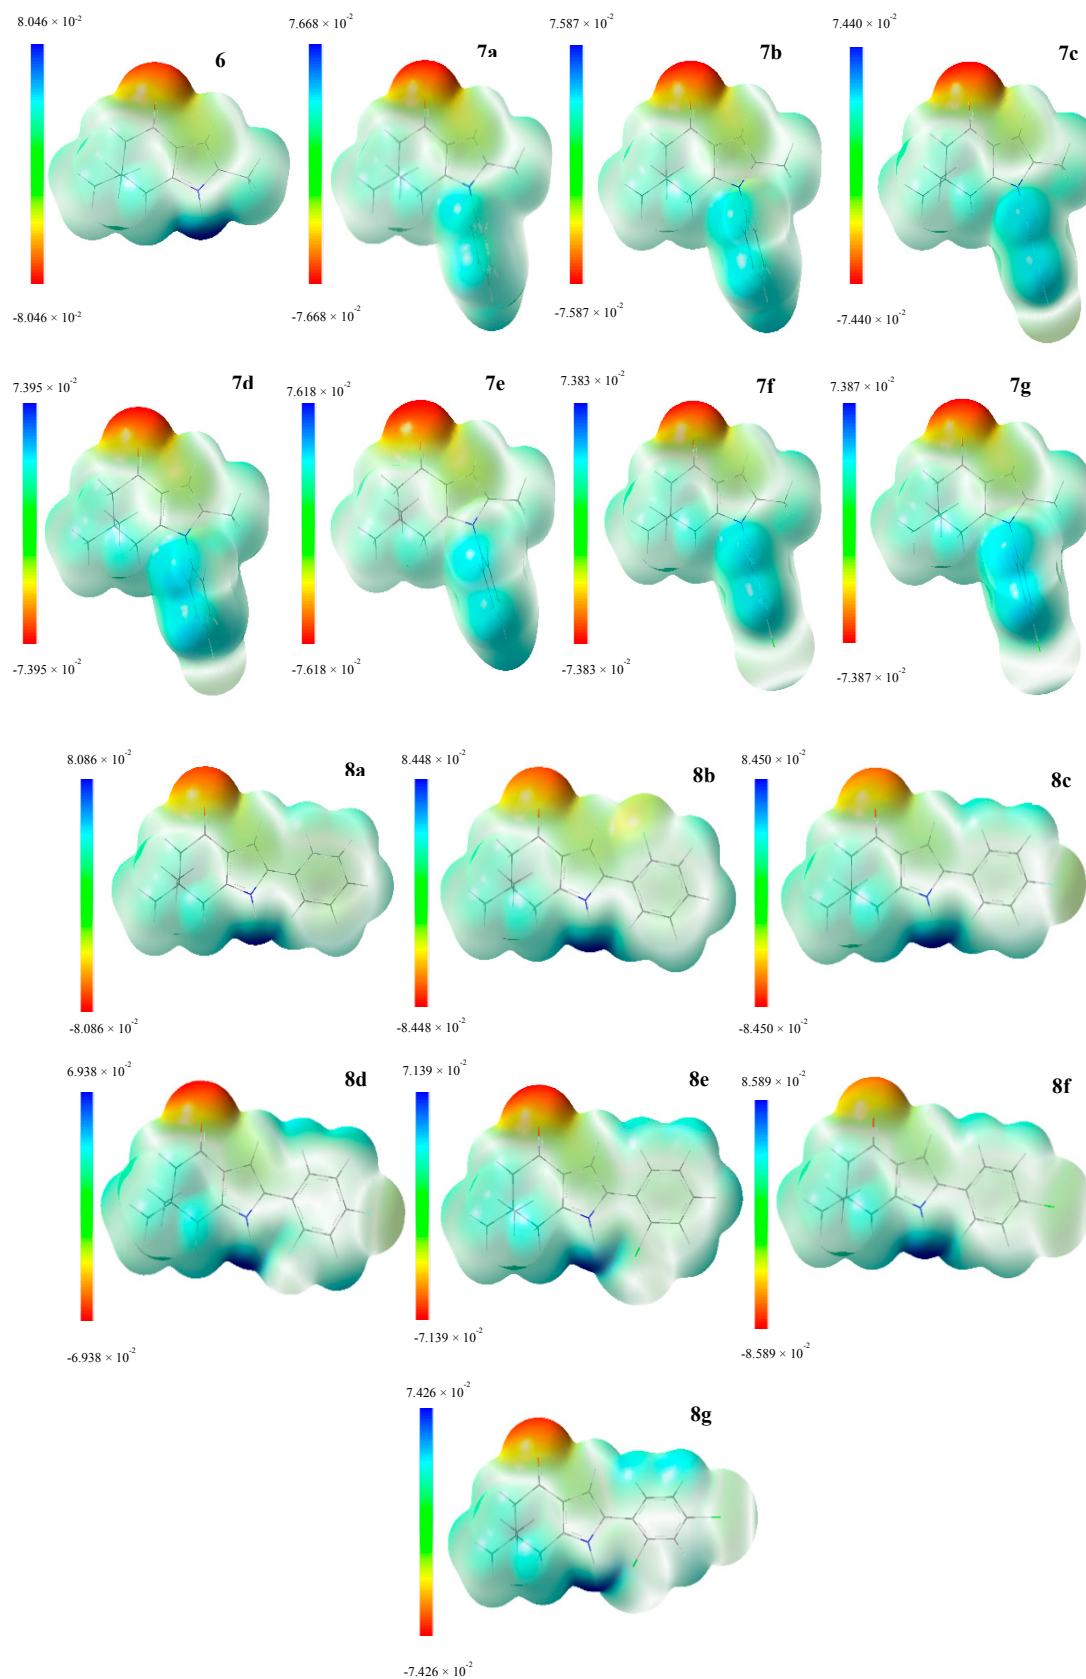 8.046 × 10⁻²
6
-8.046 × 10⁻²
7.668 × 10⁻²
7a
-7.668 × 10⁻²
7.587 × 10⁻²
7b
-7.587 × 10⁻²
7.440 × 10⁻²
7c
-7.440 × 10⁻²
7.395 × 10⁻²
7d
-7.395 × 10⁻²
7.618 × 10⁻²
7e
-7.618 × 10⁻²
7.383 × 10⁻²
7f
-7.383 × 10⁻²
7.387 × 10⁻²
7g
-7.387 × 10⁻²
8.086 × 10⁻²
8a
-8.086 × 10⁻²
8.448 × 10⁻²
8b
-8.448 × 10⁻²
8.450 × 10⁻²
8c
-8.450 × 10⁻²
6.938 × 10⁻²
8d
-6.938 × 10⁻²
7.139 × 10⁻²
8e
-7.139 × 10⁻²
8.589 × 10⁻²
8f
-8.589 × 10⁻²
7.426 × 10⁻²
8g
-7.426 × 10⁻²